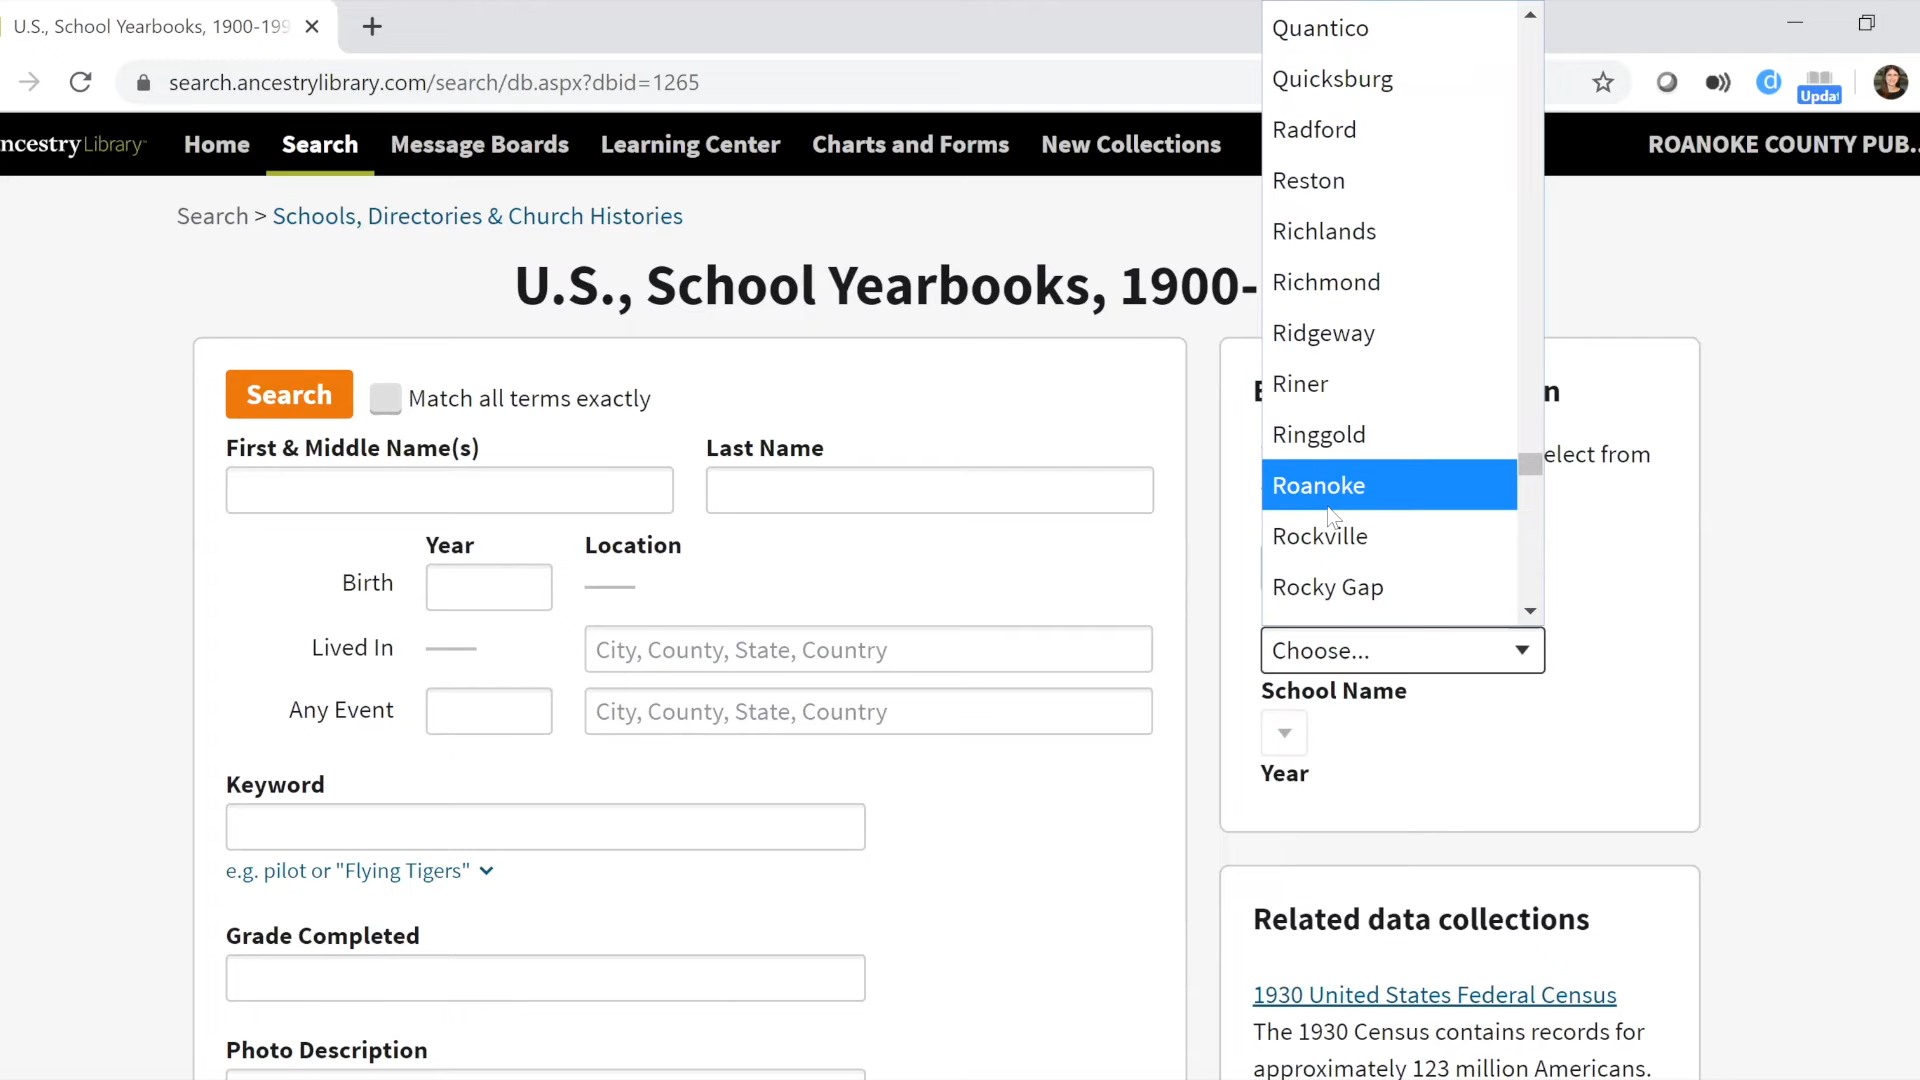 U.S., School Yearbooks, 1900-199
search.ancestrylibrary.com/search/db.aspx?dbid=1265
d
Updat
ncestryLibrary
Home
Search
Message Boards
Learning Center
Charts and Forms
New Collections
ROANOKE COUNTY PUB...
Search > Schools, Directories & Church Histories
U.S., School Yearbooks, 1900-
Search
Match all terms exactly
First & Middle Name(s)
Last Name
Year
Location
Birth
Lived In
City, County, State, Country
Any Event
City, County, State, Country
Keyword
e.g. pilot or "Flying Tigers"
Grade Completed
Photo Description
Quantico
Quicksburg
Radford
Reston
Richlands
Richmond
Ridgeway
Riner
Ringgold
Roanoke
Rockville
Rocky Gap
n
elect from
Choose...
School Name
Year
Related data collections
1930 United States Federal Census
The 1930 Census contains records for
approximately 123 million Americans.